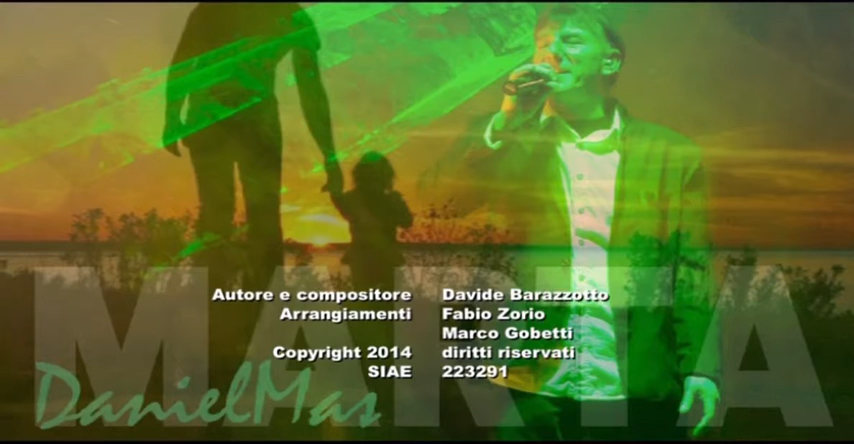 MARTA
Autore e compositore Davide Barazzotto
Arrangiamenti Fabio Zorio
Marco Gobetti
Copyright 2014 diritti riservati
SIAE 223291
DanielMas